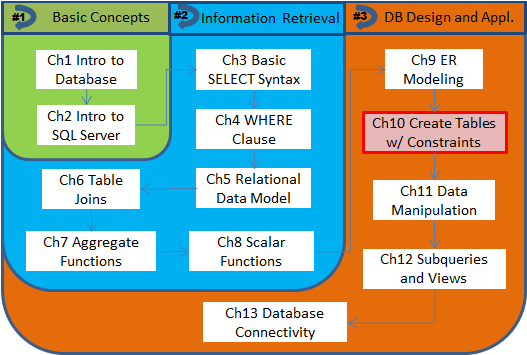 #1 Basic Concepts
#2 Information Retrieval
#3 DB Design and Appl.
Ch1 Intro to
Database
Ch2 Intro to
SQL Server
Ch3 Basic
SELECT Syntax
Ch4 WHERE
Clause
Ch5 Relational
Data Model
Ch6 Table
Joins
Ch7 Aggregate
Functions
Ch8 Scalar
Functions
Ch9 ER
Modeling
Ch10 Create Tables
w/ Constraints
Ch11 Data
Manipulation
Ch12 Subqueries
and Views
Ch13 Database
Connectivity